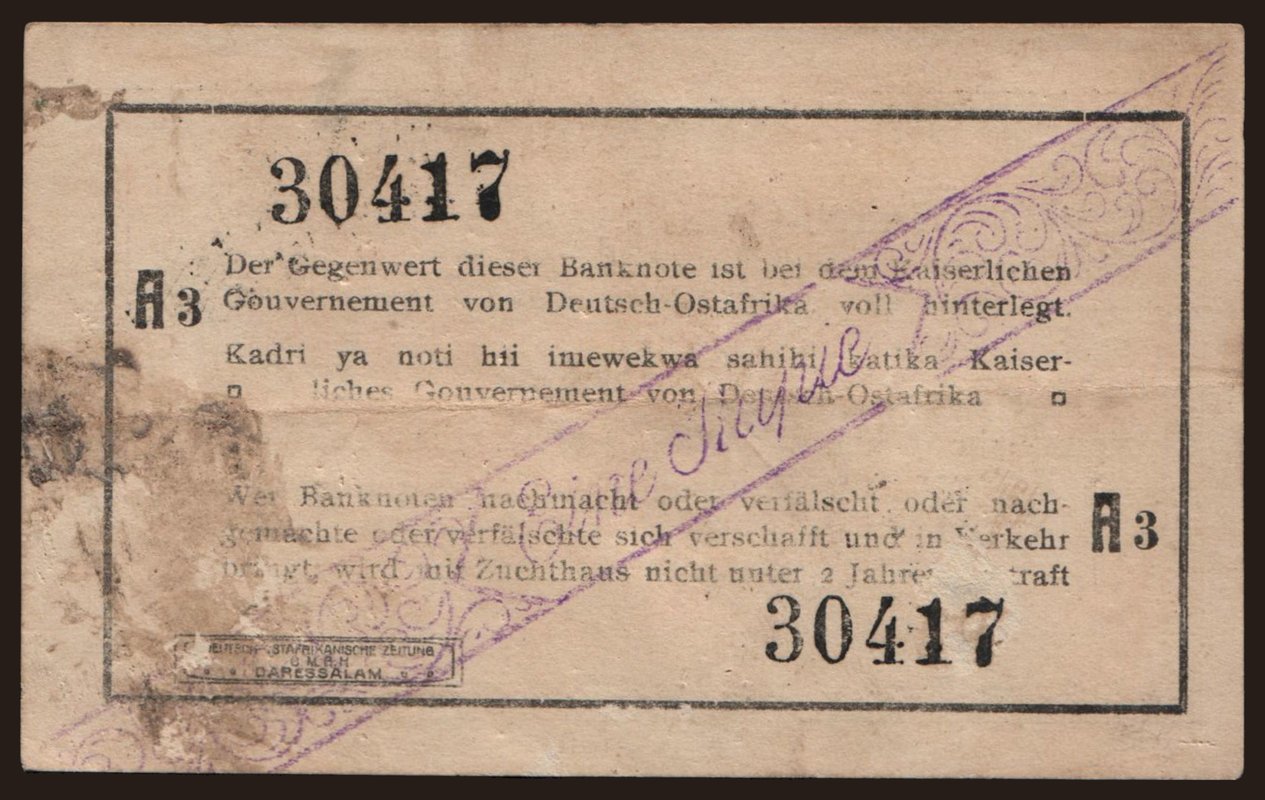 30417
Der Gegenwert dieser Banknote ist bei dem Kaiserlichen
A3 Gouvernement von Deutsch-Ostafrika voll hinterlegt.
Kadri ya noti hii imewekwa sahihi katika Kaiser-
liches Gouvernement von Deutsch-Ostafrika
Eine Rupie
Wer Banknoten nachmacht oder verfälscht oder nach-
gemachte oder verfälschte sich verschafft und in Verkehr A3
bringt, wird mit Zuchthaus nicht unter 2 Jahren
30417
DEUTSCH-OSTAFRIKANISCHE ZEITUNG
G.M.B.H
DARESSALAM